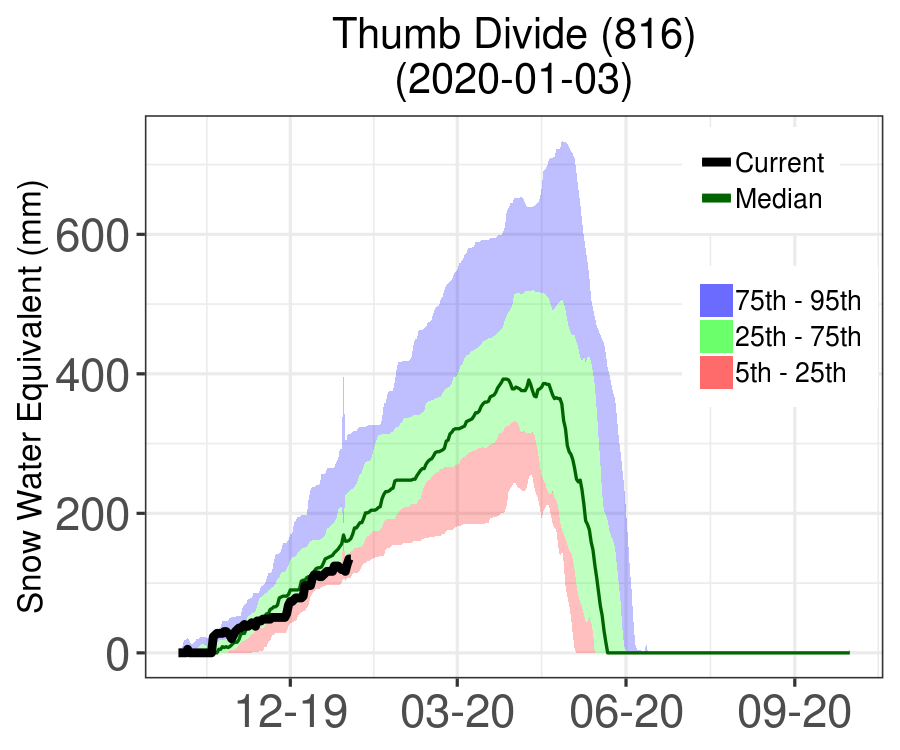 Thumb Divide (816)
(2020-01-03)
Snow Water Equivalent (mm)
600
400
200
0
12-19
03-20
06-20
09-20
Current
Median
75th - 95th
25th - 75th
5th - 25th